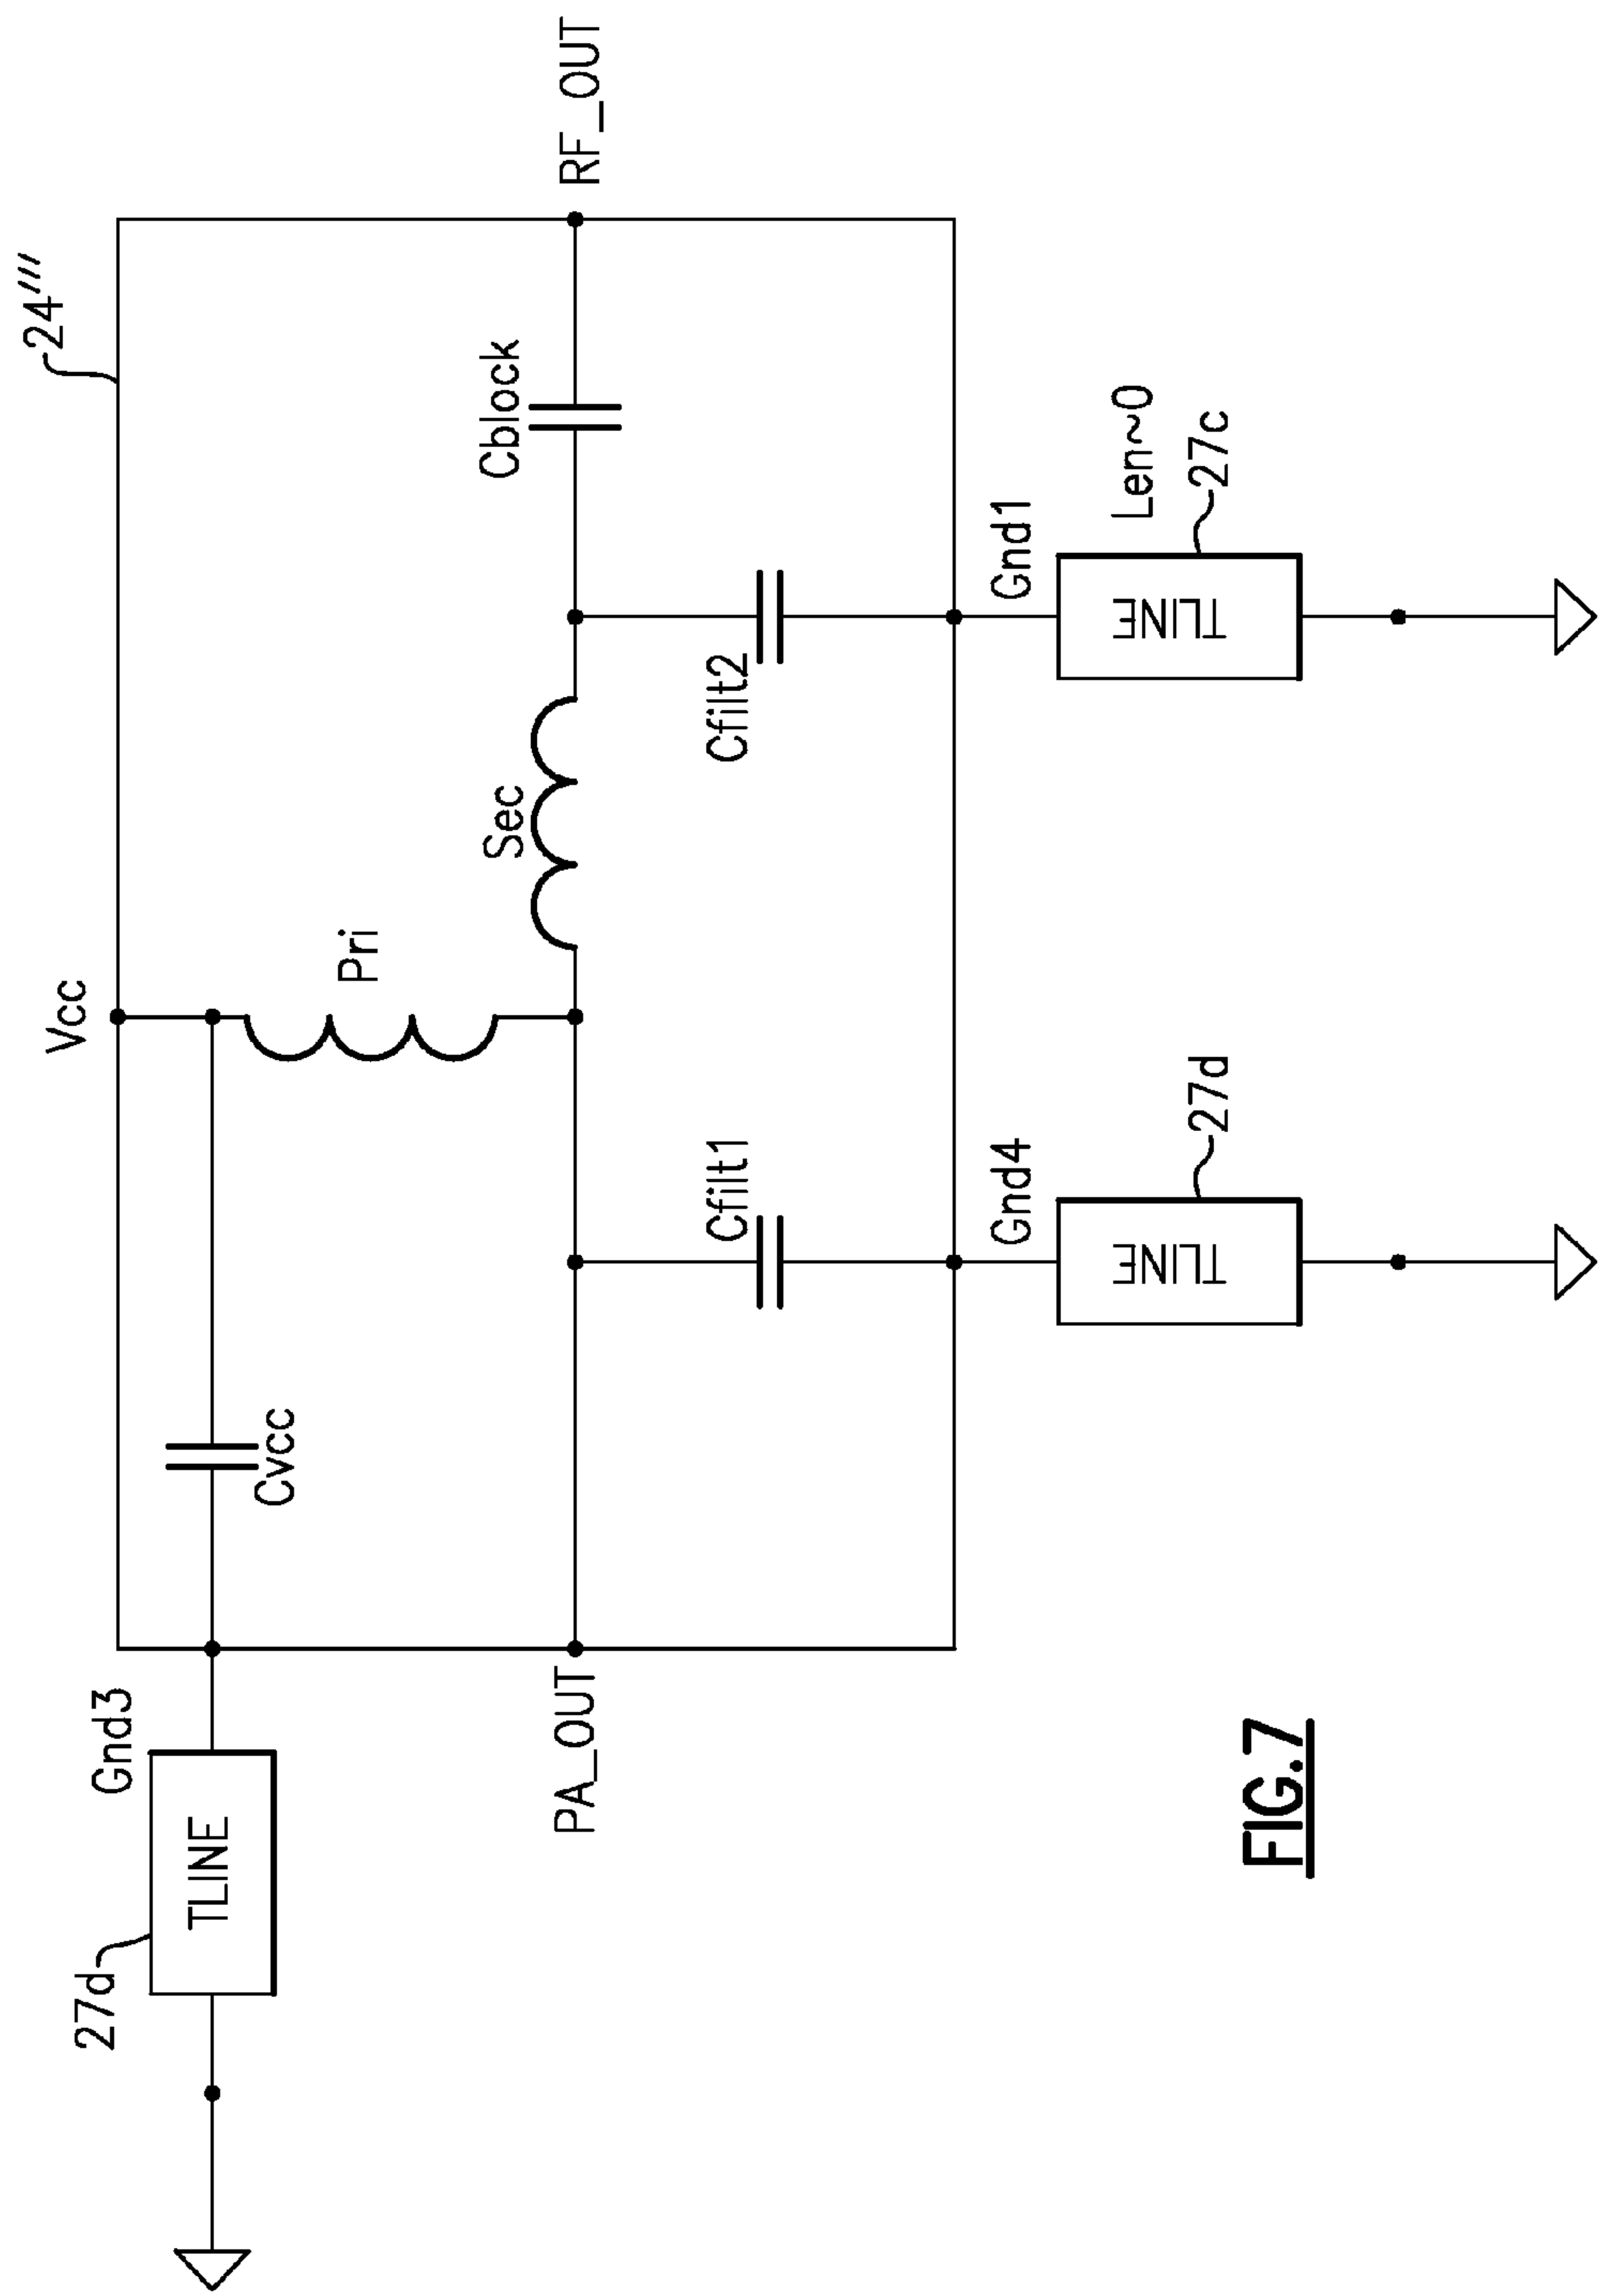 24'''
Vcc
RF_OUT
Pri
Sec
Cblock
Cvcc
Gnd3
27d
TLINE
PA_OUT
Cfilt1
Cfilt2
Gnd4
Gnd1
TLINE
27d
TLINE
Len~0
27c
FIG.7